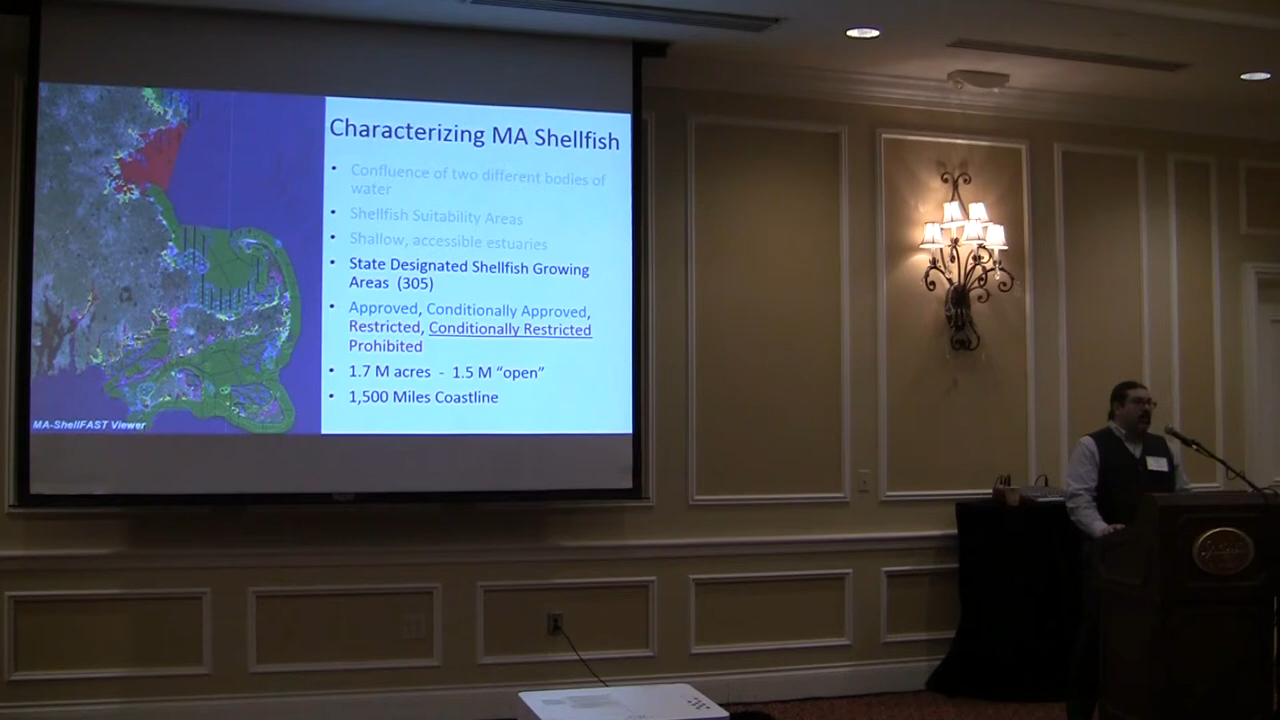 Characterizing MA Shellfish
• Confluence of two different bodies of
water
• Shellfish Suitability Areas
• Shallow, accessible estuaries
• State Designated Shellfish Growing
Areas (305)
• Approved, Conditionally Approved,
Restricted, Conditionally Restricted
Prohibited
• 1.7 M acres - 1.5 M “open”
• 1,500 Miles Coastline
MA-ShellFAST Viewer